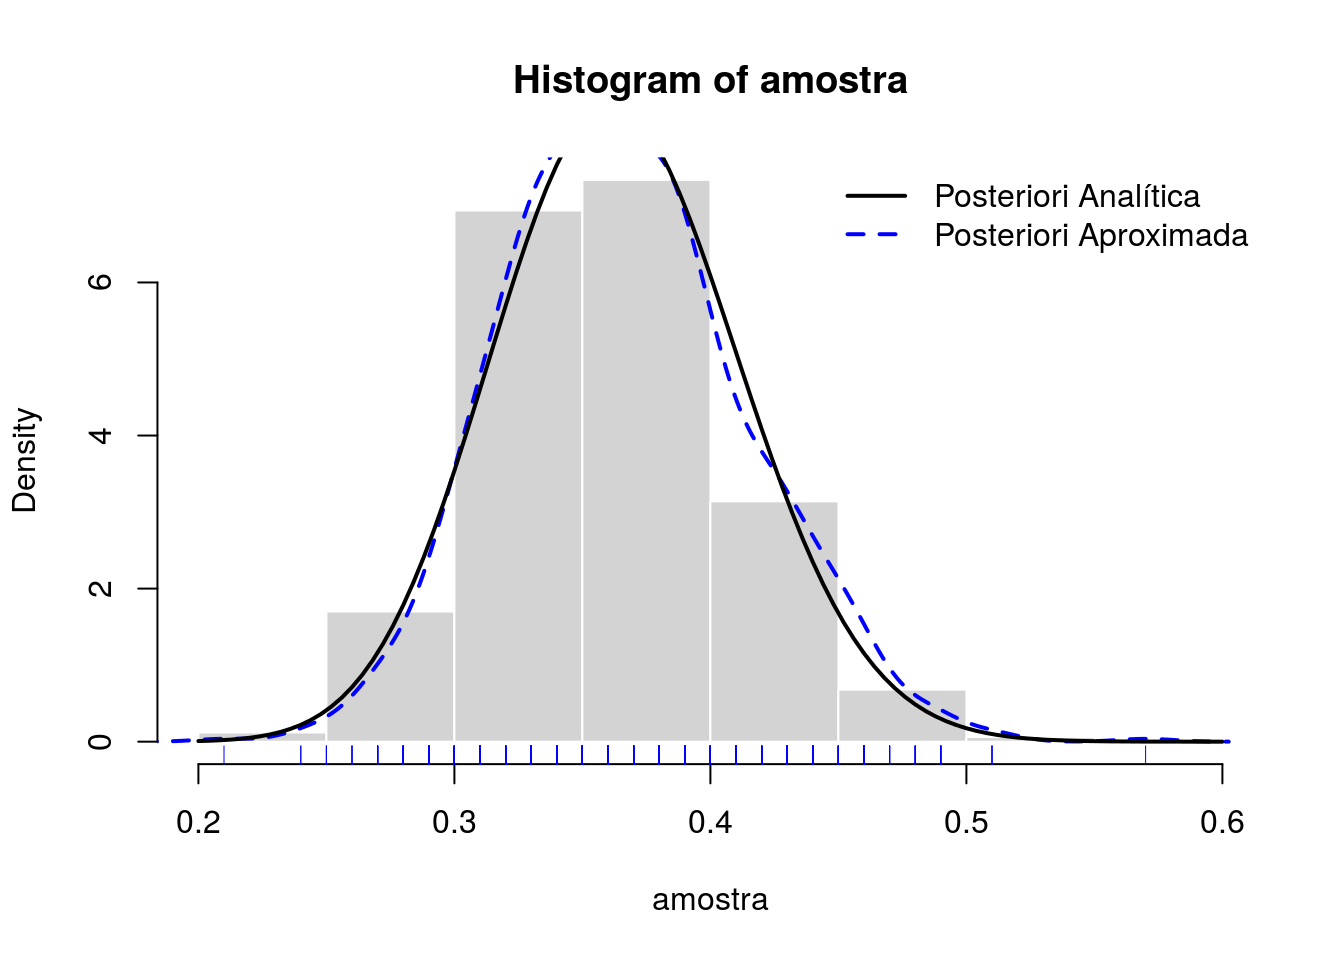 Histogram of amostra
Posteriori Analítica
Posteriori Aproximada
Density
6
4
2
0
0.2 0.3 0.4 0.5 0.6
amostra